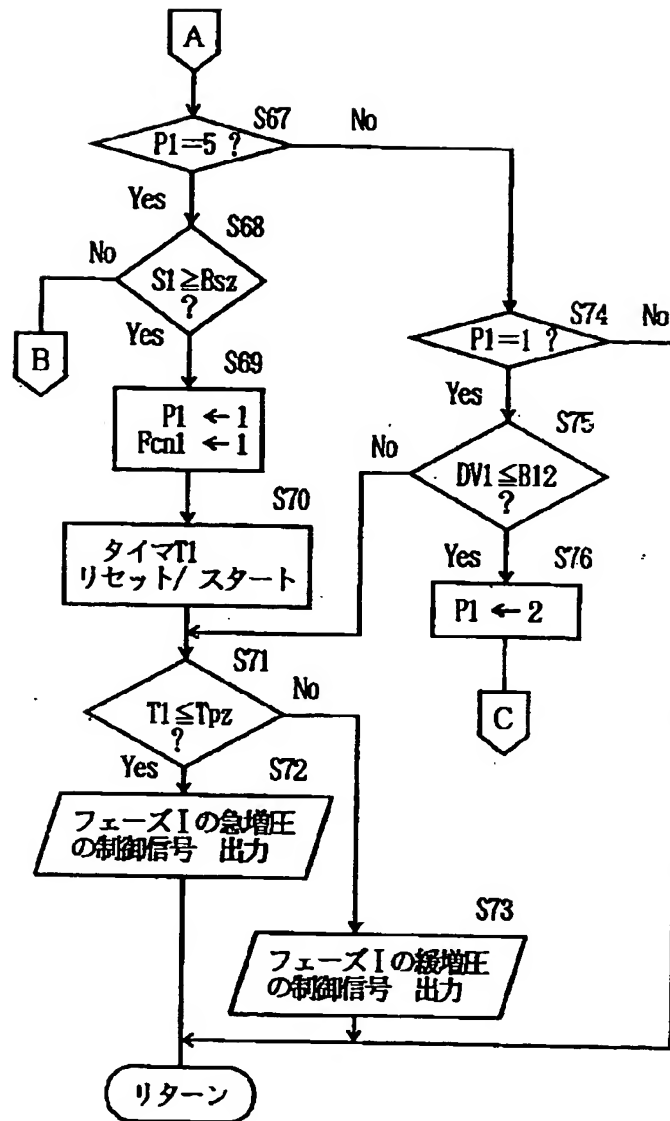 A
S67
P1=5 ?
No
Yes
S68
No
S1≧Bsz
?
Yes
B
S69
P1 ←1
Fcn1 ←1
S70
タイマT1
リセット/ スタート
S71
T1≦Tpz
?
No
Yes
S72
フェーズⅠの急増圧
の制御信号 出力
S73
フェーズⅠの緩増圧
の制御信号 出力
S74
No
P1=1 ?
Yes
S75
No
DV1≦B12
?
Yes
S76
P1 ←2
C
リターン